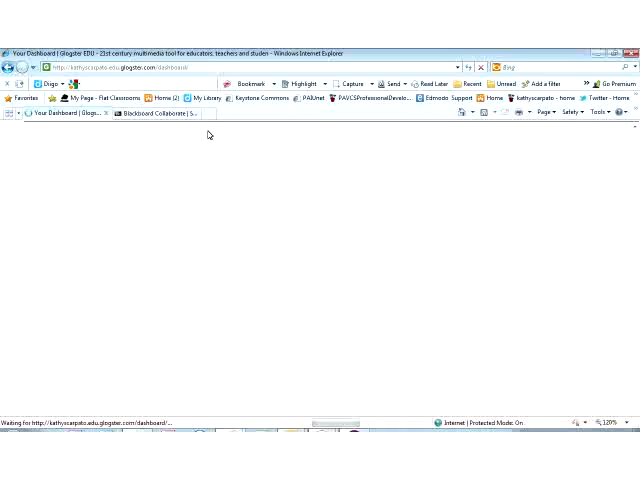 Your Dashboard | Glogster EDU - 21st century multimedia tool for educators, teachers and studen - Windows Internet Explorer
http://kathyscarpato.edu.glogster.com/dashboard/ Bing
x Diigo Bookmark Highlight Capture Send Read Later Recent Unread Add a filter » Go Premium
Favorites My Page - Flat Classrooms Home (2) My Library Keystone Commons PAIUnet PAVCSProfessionalDevelo... Edmodo Support Home kathyscarpato - home Twitter - Home »
Your Dashboard | Glogs... x Blackboard Collaborate | S... Page Safety Tools »
Waiting for http://kathyscarpato.edu.glogster.com/dashboard/... Internet | Protected Mode: On 120%